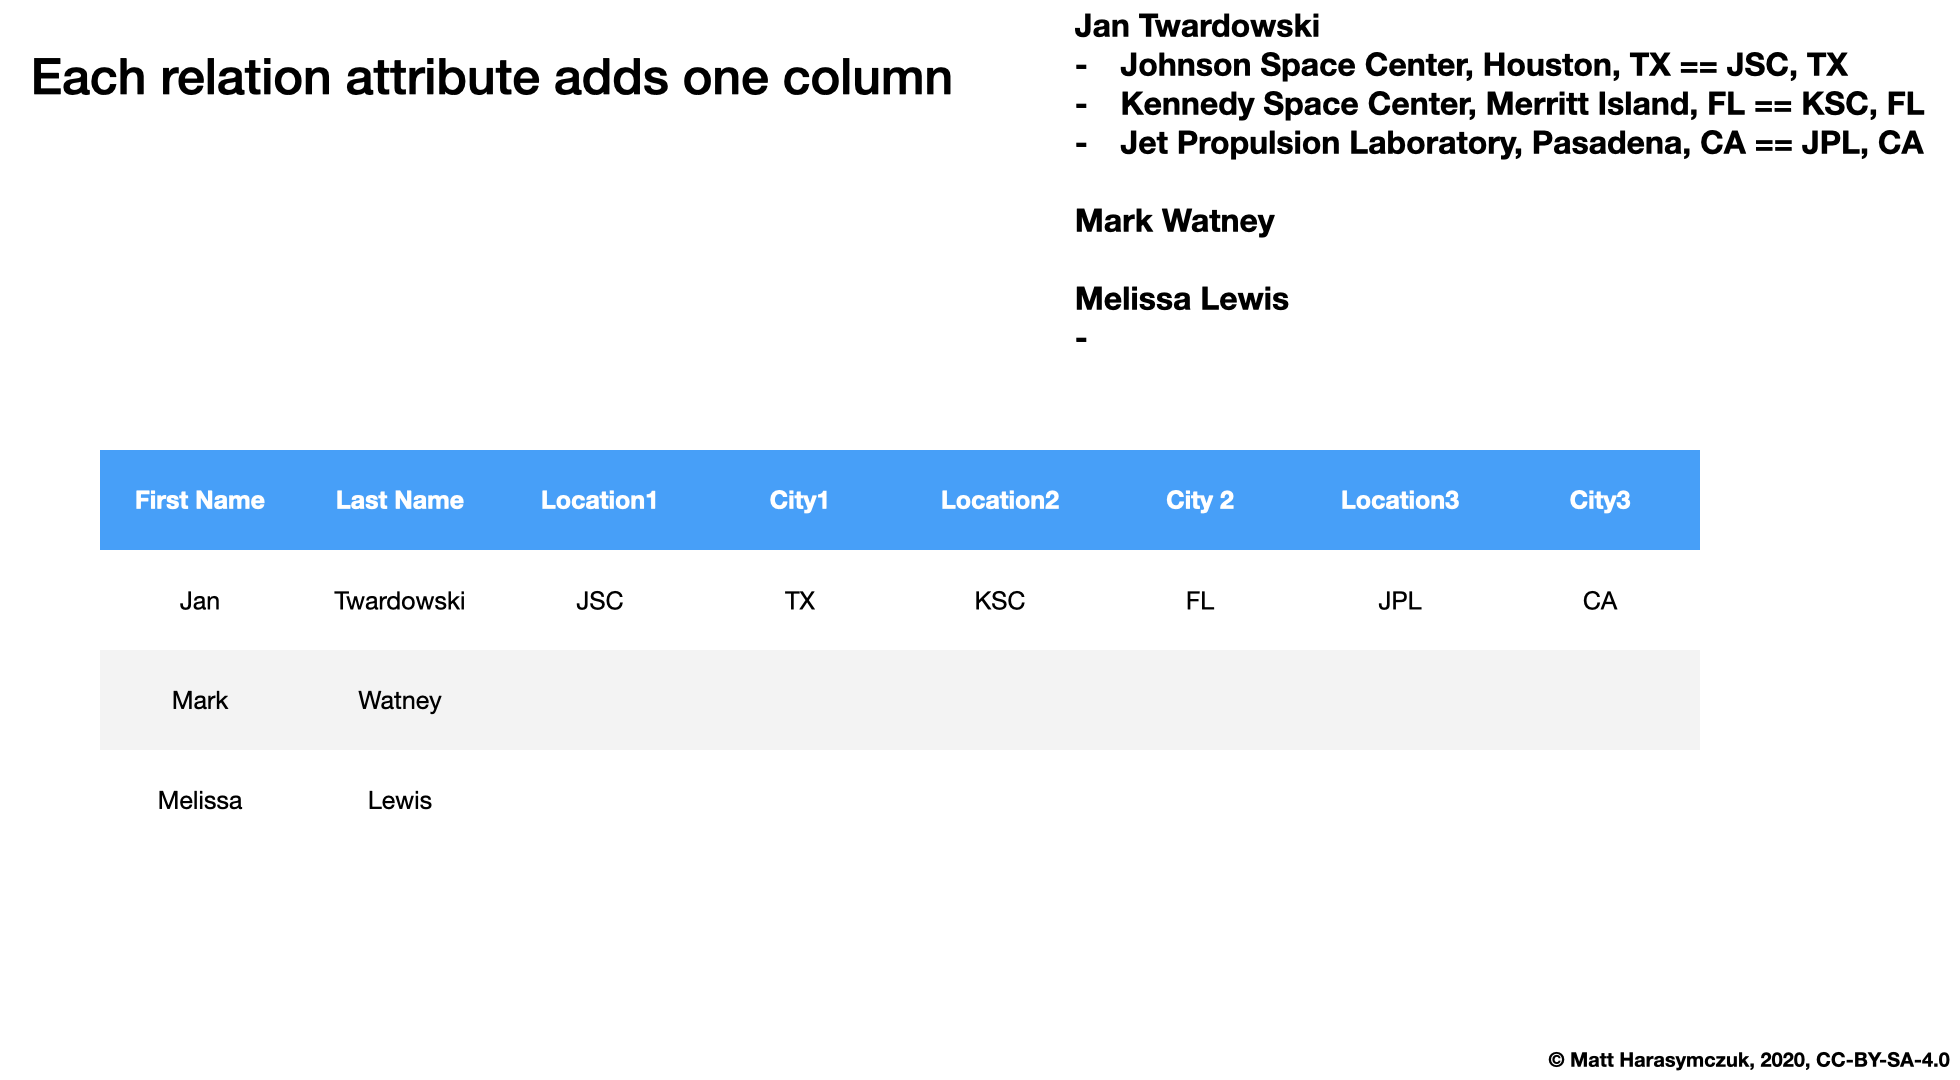 Each relation attribute adds one column
Jan Twardowski
- Johnson Space Center, Houston, TX == JSC, TX
- Kennedy Space Center, Merritt Island, FL == KSC, FL
- Jet Propulsion Laboratory, Pasadena, CA == JPL, CA
Mark Watney
Melissa Lewis
-
First Name Last Name Location1 City1 Location2 City 2 Location3 City3
Jan Twardowski JSC TX KSC FL JPL CA
Mark Watney
Melissa Lewis
© Matt Harasymczuk, 2020, CC-BY-SA-4.0